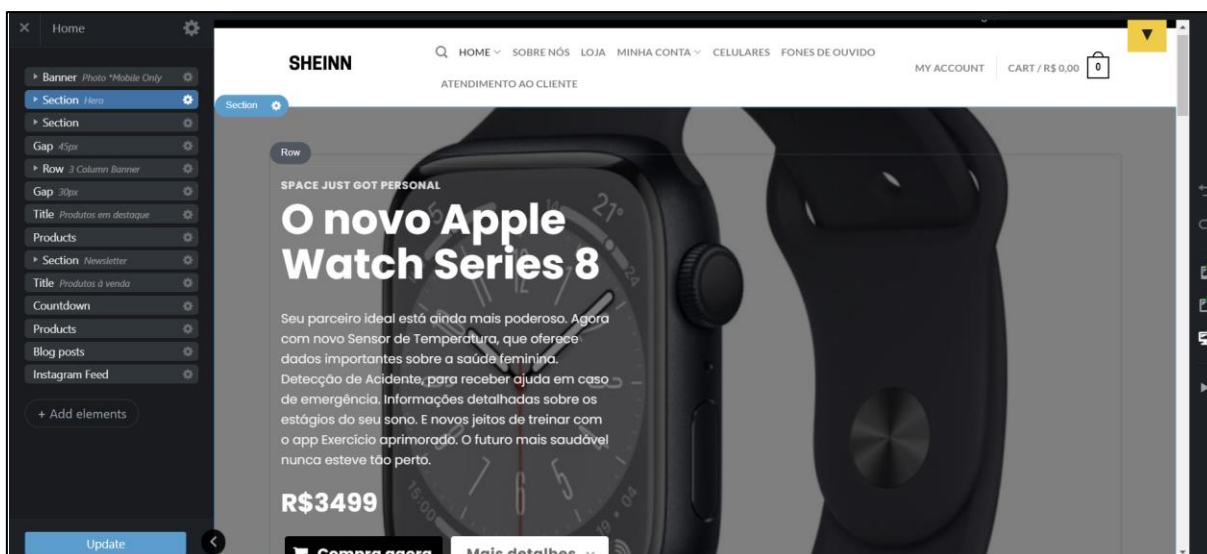 Home
Banner Photo *Mobile Only
Section Hero
Section
Gap 45px
Row 3 Column Banner
Gap 30px
Title Produtos em destaque
Products
Section Newsletter
Title Produtos à venda
Countdown
Products
Blog posts
Instagram Feed
+ Add elements
Update
SHEINN
HOME SOBRE NÓS LOJA MINHA CONTA CELULARES FONES DE OUVIDO
ATENDIMENTO AO CLIENTE
MY ACCOUNT CART / R$ 0,00 0
Section
Row
SPACE JUST GOT PERSONAL
O novo Apple
Watch Series 8
Seu parceiro ideal está ainda mais poderoso. Agora
com novo Sensor de Temperatura, que oferece
dados importantes sobre a saúde feminina.
Detecção de Acidente, para receber ajuda em caso
de emergência. Informações detalhadas sobre os
estágios do seu sono. E novos jeitos de treinar com
o app Exercício aprimorado. O futuro mais saudável
nunca esteve tão perto.
R$3499
Compra agora Mais detalhes
21°